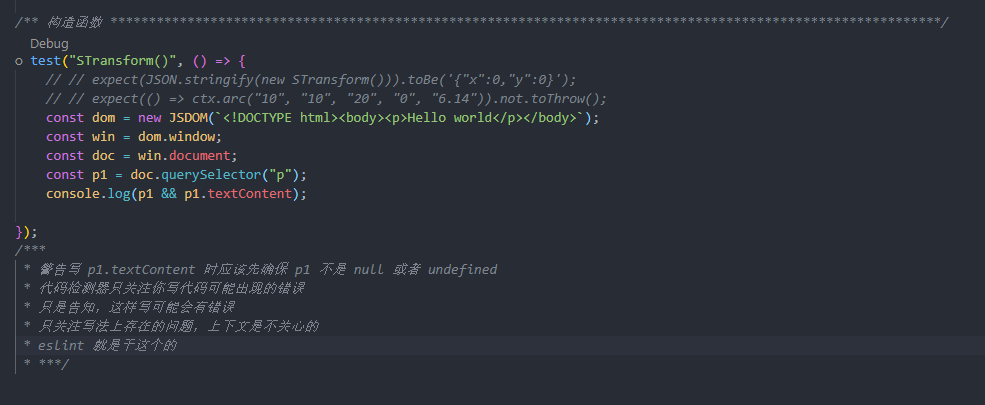 /** 构造函数 ************************************************************************************************************/
Debug
test("STransform()", () => {
// // expect(JSON.stringify(new STransform())).toBe('{"x":0,"y":0}');
// // expect(() => ctx.arc("10", "10", "20", "0", "6.14")).not.toThrow();
const dom = new JSDOM(`<!DOCTYPE html><body><p>Hello world</p></body>`);
const win = dom.window;
const doc = win.document;
const p1 = doc.querySelector("p");
console.log(p1 && p1.textContent);
});
/***
* 警告写 p1.textContent 时应该先确保 p1 不是 null 或者 undefined
* 代码检测器只关注你写代码可能出现的错误
* 只是告知，这样写可能会有错误
* 只关注写法上存在的问题，上下文是不关心的
* eslint 就是干这个的
* ***/